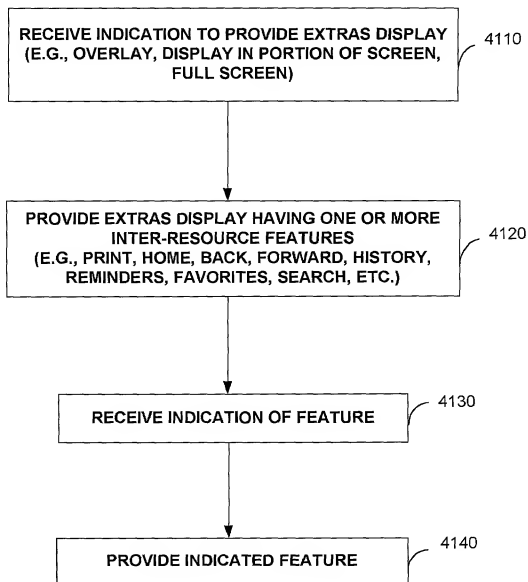 RECEIVE INDICATION TO PROVIDE EXTRAS DISPLAY
(E.G., OVERLAY, DISPLAY IN PORTION OF SCREEN,
FULL SCREEN)
4110
PROVIDE EXTRAS DISPLAY HAVING ONE OR MORE
INTER-RESOURCE FEATURES
(E.G., PRINT, HOME, BACK, FORWARD, HISTORY,
REMINDERS, FAVORITES, SEARCH, ETC.)
4120
RECEIVE INDICATION OF FEATURE
4130
PROVIDE INDICATED FEATURE
4140